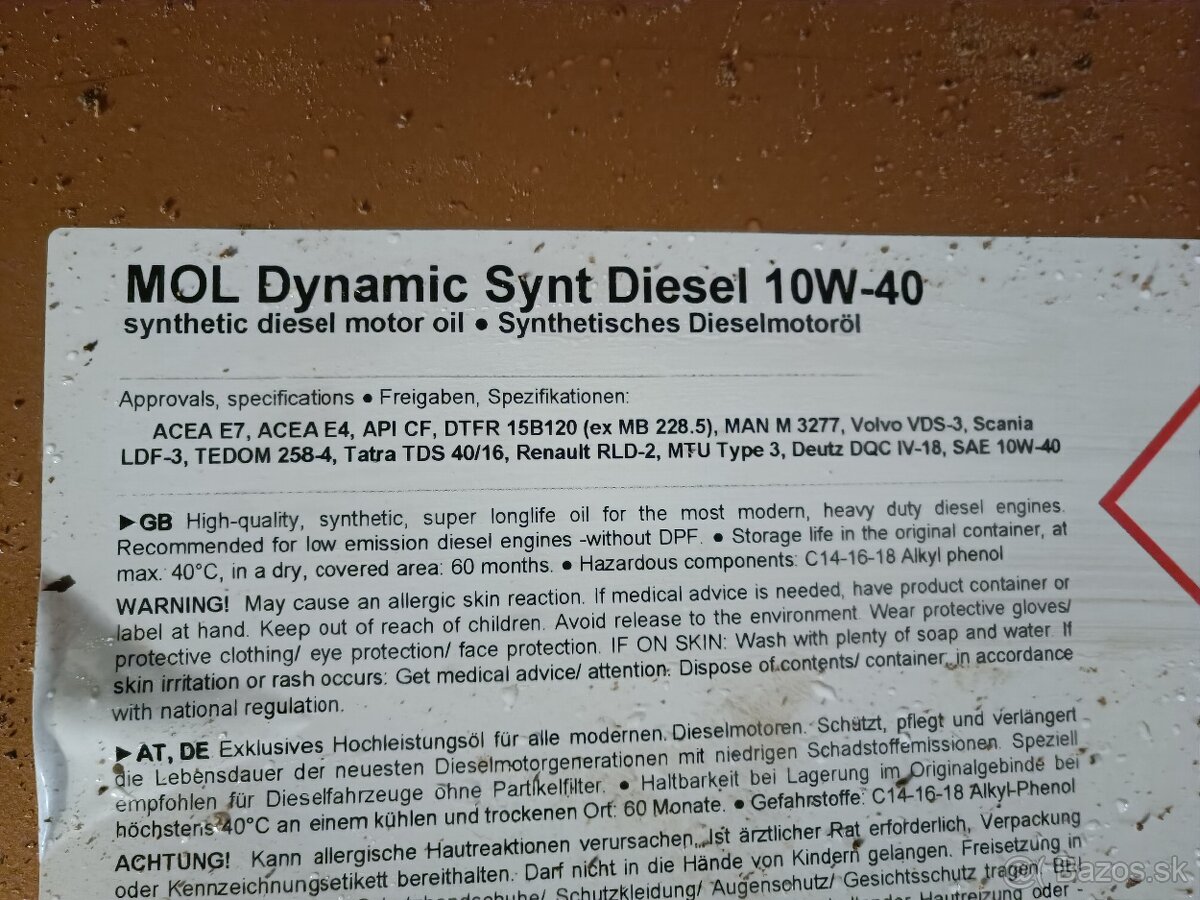 MOL Dynamic Synt Diesel 10W-40
synthetic diesel motor oil ● Synthetisches Dieselmotoröl
Approvals, specifications ● Freigaben, Spezifikationen:
ACEA E7, ACEA E4, API CF, DTFR 15B120 (ex MB 228.5), MAN M 3277, Volvo VDS-3, Scania
LDF-3, TEDOM 258-4, Tatra TDS 40/16, Renault RLD-2, MTU Type 3, Deutz DQC IV-18, SAE 10W-40
►GB High-quality, synthetic, super longlife oil for the most modern, heavy duty diesel engines.
Recommended for low emission diesel engines -without DPF. ● Storage life in the original container, at
max. 40°C, in a dry, covered area: 60 months. ● Hazardous components: C14-16-18 Alkyl phenol
WARNING! May cause an allergic skin reaction. If medical advice is needed, have product container or
label at hand. Keep out of reach of children. Avoid release to the environment. Wear protective gloves/
protective clothing/ eye protection/ face protection. IF ON SKIN: Wash with plenty of soap and water. If
skin irritation or rash occurs: Get medical advice/ attention. Dispose of contents/ container, in accordance
with national regulation.
►AT, DE Exklusives Hochleistungsöl für alle modernen Dieselmotoren. Schützt, pflegt und verlängert
die Lebensdauer der neuesten Dieselmotorgenerationen mit niedrigen Schadstoffemissionen. Speziell
empfohlen für Dieselfahrzeuge ohne Partikelfilter. ● Haltbarkeit bei Lagerung im Originalgebinde bei
höchstens 40°C an einem kühlen und trockenen Ort: 60 Monate. ● Gefahrstoffe: C14-16-18 Alkyl-Phenol
ACHTUNG! Kann allergische Hautreaktionen verursachen. Ist ärztlicher Rat erforderlich, Verpackung
oder Kennzeichnungsetikett bereithalten. Darf nicht in die Hände von Kindern gelangen. Freisetzung in
Schutzkleidung/ Augenschutz/ Gesichtsschutz tragen. BEI
Hautreizung oder -
Bazos.sk